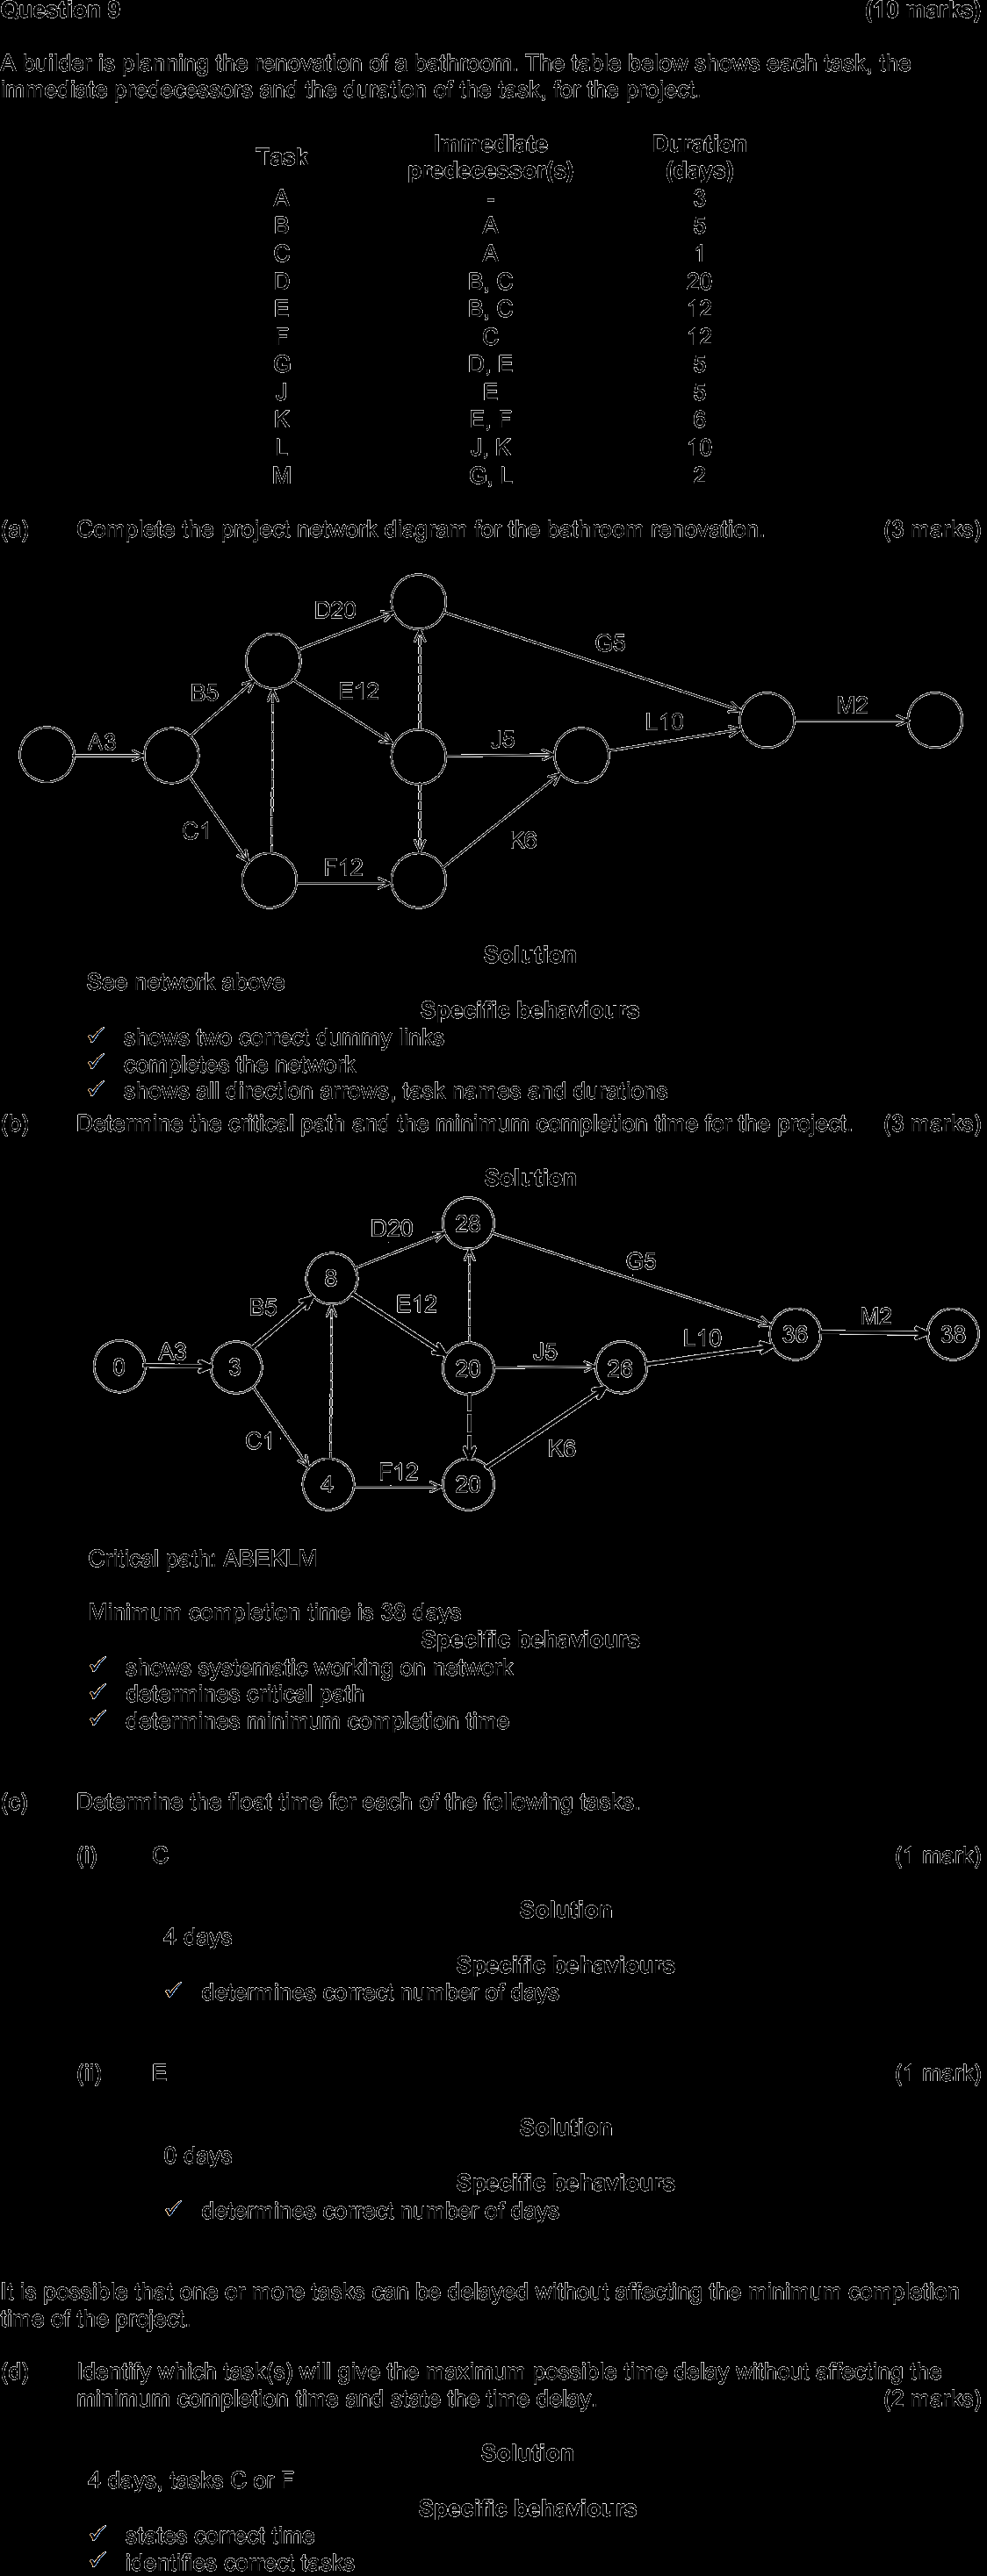 Question 9 (10 marks)
A builder is planning the renovation of a bathroom. The table below shows each task, the
immediate predecessors and the duration of the task, for the project.
Task Immediate predecessor(s) Duration (days)
A - 3
B A 5
C A 1
D B, C 20
E B, C 12
F C 12
G D, E 5
J E 5
K E, F 6
L J, K 10
M G, L 2
(a) Complete the project network diagram for the bathroom renovation. (3 marks)
D20
G5
B5
E12
M2
L10
A3
J5
C1
K6
F12
Solution
See network above
Specific behaviours
✓ shows two correct dummy links
✓ completes the network
✓ shows all direction arrows, task names and durations
(b) Determine the critical path and the minimum completion time for the project. (3 marks)
Solution
D20
28
G5
8
B5
E12
M2
36
38
L10
A3
0
3
20
J5
26
C1
K6
4
F12
20
Critical path: ABEKLM
Minimum completion time is 38 days
Specific behaviours
✓ shows systematic working on network
✓ determines critical path
✓ determines minimum completion time
(c) Determine the float time for each of the following tasks.
(i) C (1 mark)
Solution
4 days
Specific behaviours
✓ determines correct number of days
(ii) E (1 mark)
Solution
0 days
Specific behaviours
✓ determines correct number of days
It is possible that one or more tasks can be delayed without affecting the minimum completion
time of the project.
(d) Identify which task(s) will give the maximum possible time delay without affecting the
minimum completion time and state the time delay. (2 marks)
Solution
4 days, tasks C or F
Specific behaviours
✓ states correct time
✓ identifies correct tasks